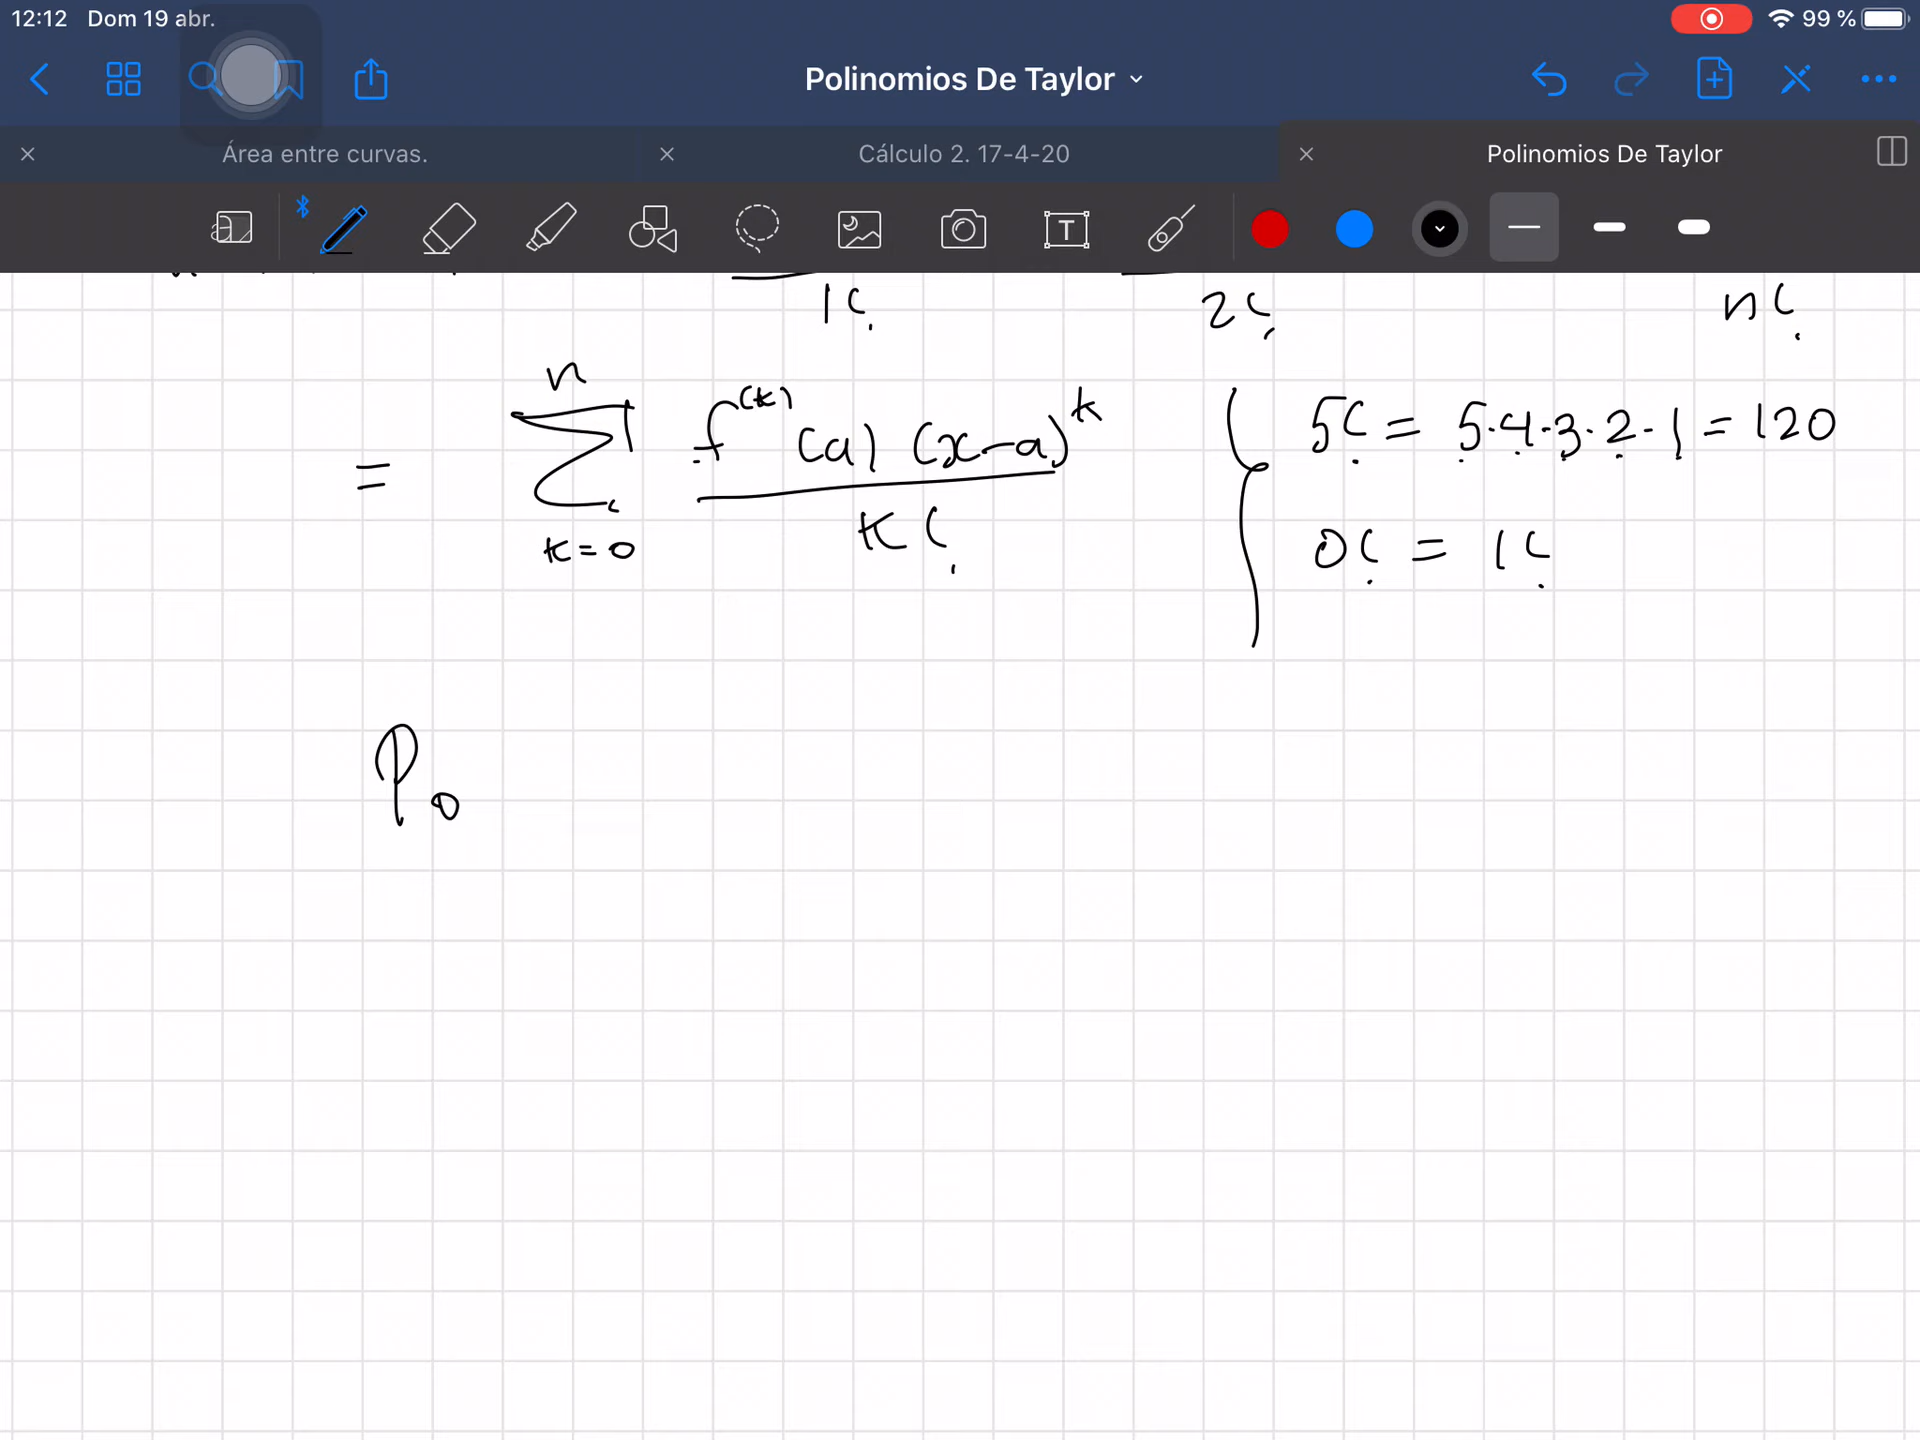 12:12 Dom 19 abr. 99 %
Polinomios De Taylor
Área entre curvas. Cálculo 2. 17-4-20 Polinomios De Taylor
T
1! 2! n!
= n ∑ k=0 f^(k) (a) (x-a)^k / k! { 5! = 5·4·3·2·1 = 120
0! = 1!
P₀